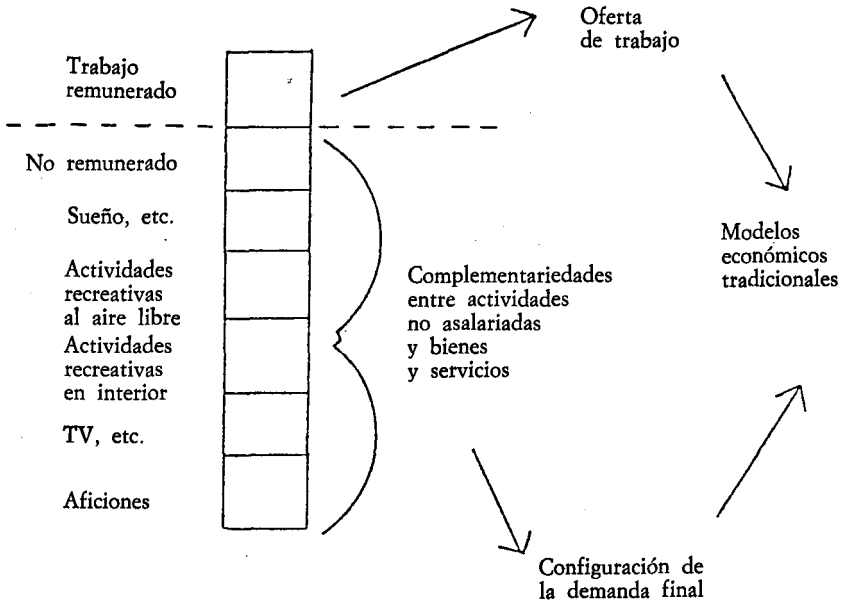 Oferta
de trabajo
Trabajo
remunerado
No remunerado
Sueño, etc.
Actividades
recreativas
al aire libre
Actividades
recreativas
en interior
TV, etc.
Aficiones
Complementariedades
entre actividades
no asalariadas
y bienes
y servicios
Modelos
económicos
tradicionales
Configuración de
la demanda final